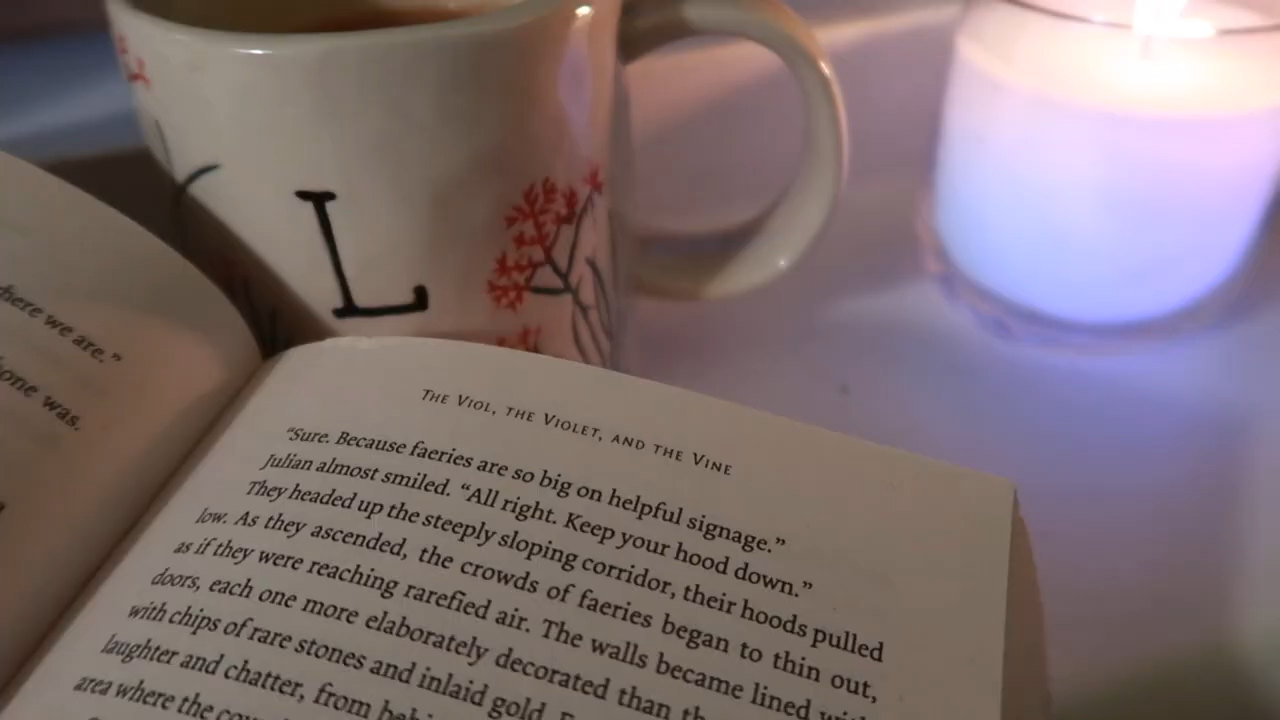 L
here we are."
one was.
THE VIOL, THE VIOLET, AND THE VINE
"Sure. Because faeries are so big on helpful signage."
Julian almost smiled. "All right. Keep your hood down."
They headed up the steeply sloping corridor, their hoods pulled
low. As they ascended, the crowds of faeries began to thin out,
as if they were reaching rarefied air. The walls became lined with
doors, each one more elaborately decorated than the
with chips of rare stones and inlaid gold.
laughter and chatter, from
area where the